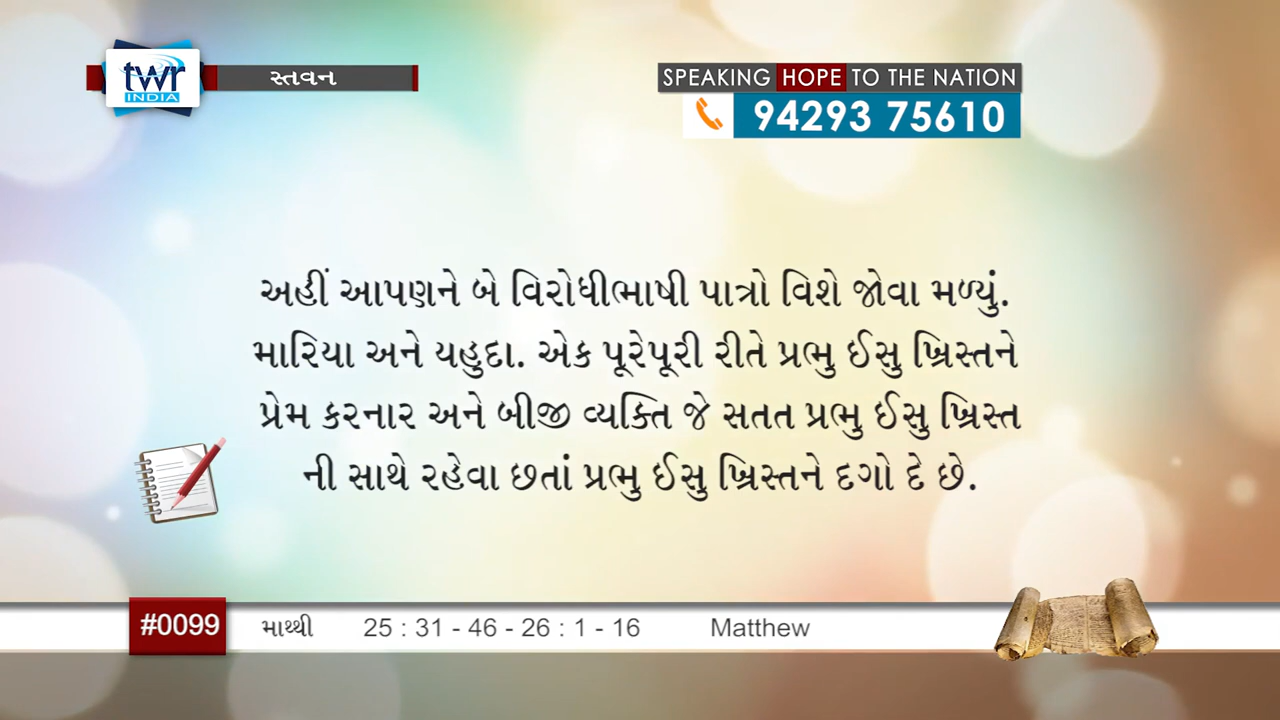 twr
INDIA
સ્તવન
SPEAKING HOPE TO THE NATION
94293 75610
અહીં આપણને બે વિરોધીભાષી પાત્રો વિશે જોવા મળ્યું.
મારિયા અને યહુદા. એક પૂરેપૂરી રીતે પ્રભુ ઈસુ ખ્રિસ્તને
પ્રેમ કરનાર અને બીજી વ્યક્તિ જે સતત પ્રભુ ઈસુ ખ્રિસ્ત
ની સાથે રહેવા છતાં પ્રભુ ઈસુ ખ્રિસ્તને દગો દે છે.
#0099 માથ્થી 25 : 31 - 46 - 26 : 1 - 16 Matthew